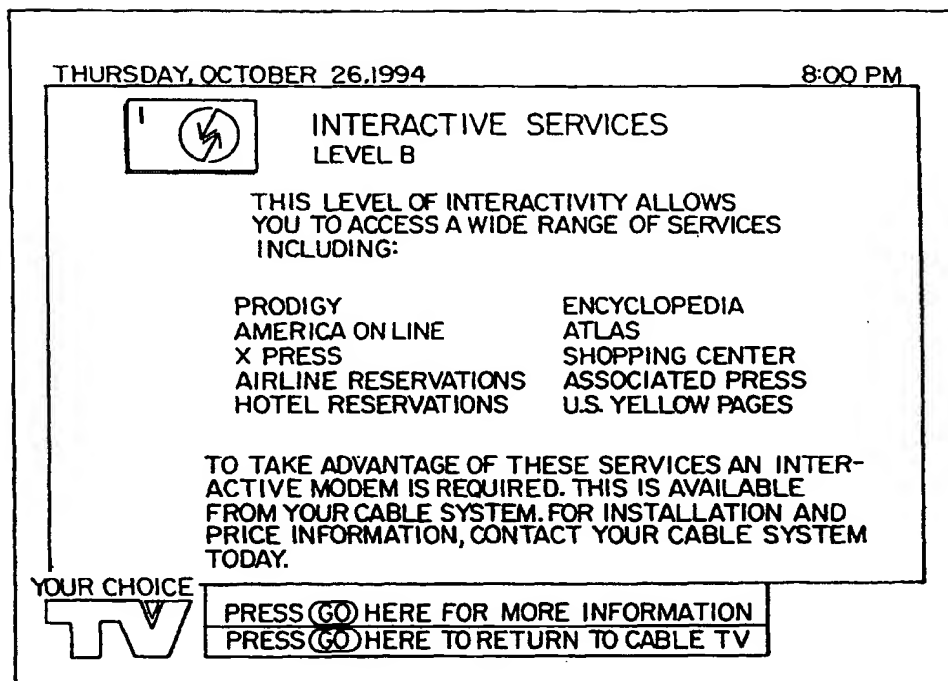 THURSDAY, OCTOBER 26,1994 8:00 PM
I
INTERACTIVE SERVICES
LEVEL B
THIS LEVEL OF INTERACTIVITY ALLOWS
YOU TO ACCESS A WIDE RANGE OF SERVICES
INCLUDING:
PRODIGY ENCYCLOPEDIA
AMERICA ON LINE ATLAS
X PRESS SHOPPING CENTER
AIRLINE RESERVATIONS ASSOCIATED PRESS
HOTEL RESERVATIONS U.S. YELLOW PAGES
TO TAKE ADVANTAGE OF THESE SERVICES AN INTER-
ACTIVE MODEM IS REQUIRED. THIS IS AVAILABLE
FROM YOUR CABLE SYSTEM. FOR INSTALLATION AND
PRICE INFORMATION, CONTACT YOUR CABLE SYSTEM
TODAY.
YOUR CHOICE
TV
PRESS GO HERE FOR MORE INFORMATION
PRESS GO HERE TO RETURN TO CABLE TV